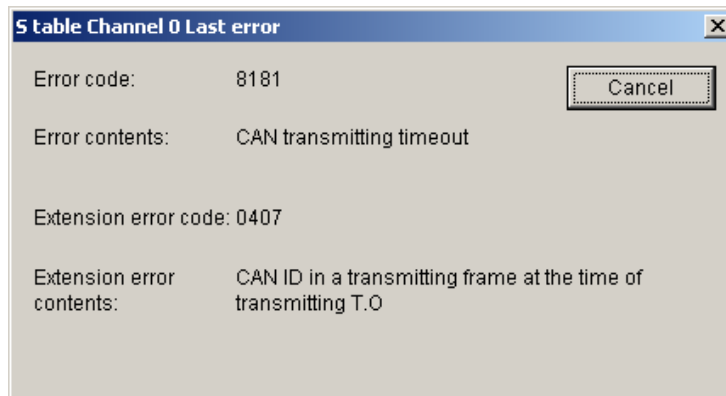 S table Channel 0 Last error
Error code: 8181
Cancel
Error contents: CAN transmitting timeout
Extension error code: 0407
Extension error contents: CAN ID in a transmitting frame at the time of transmitting T.O